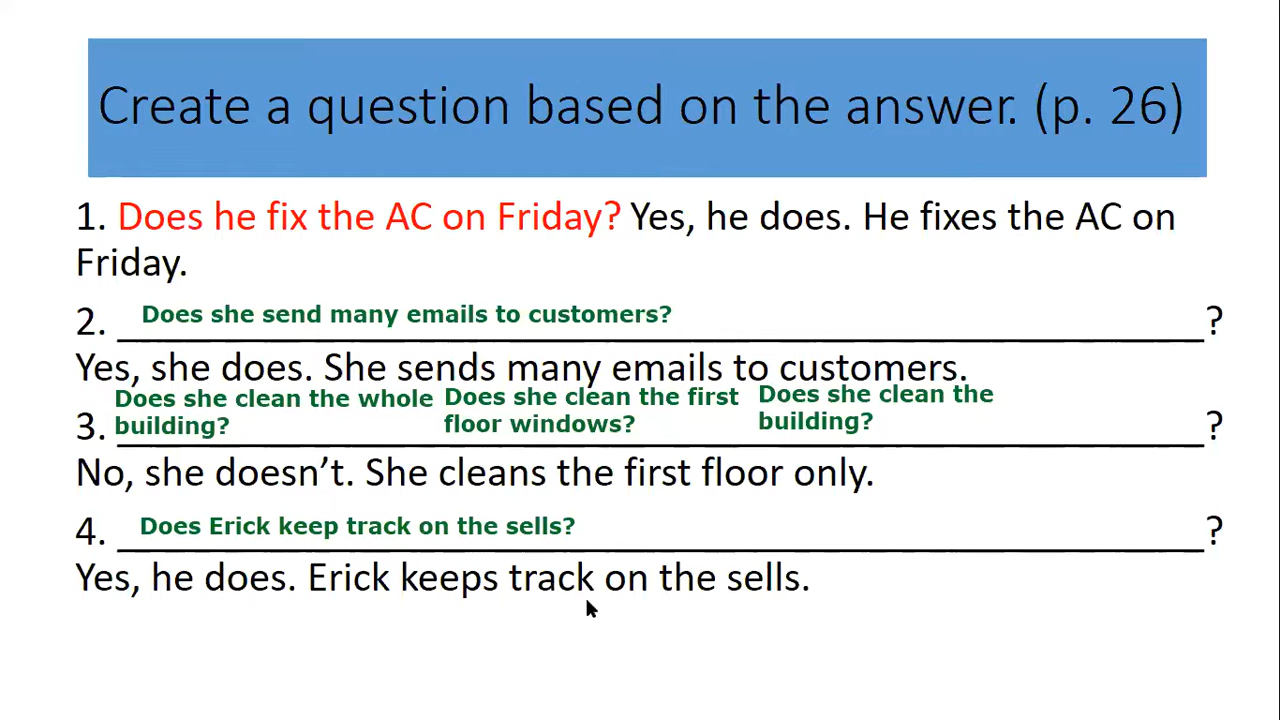 Create a question based on the answer. (p. 26)
1. Does he fix the AC on Friday? Yes, he does. He fixes the AC on
Friday.
2. Does she send many emails to customers? ?
Yes, she does. She sends many emails to customers.
Does she clean the whole Does she clean the first Does she clean the
3. building? floor windows? building? ?
No, she doesn’t. She cleans the first floor only.
4. Does Erick keep track on the sells? ?
Yes, he does. Erick keeps track on the sells.